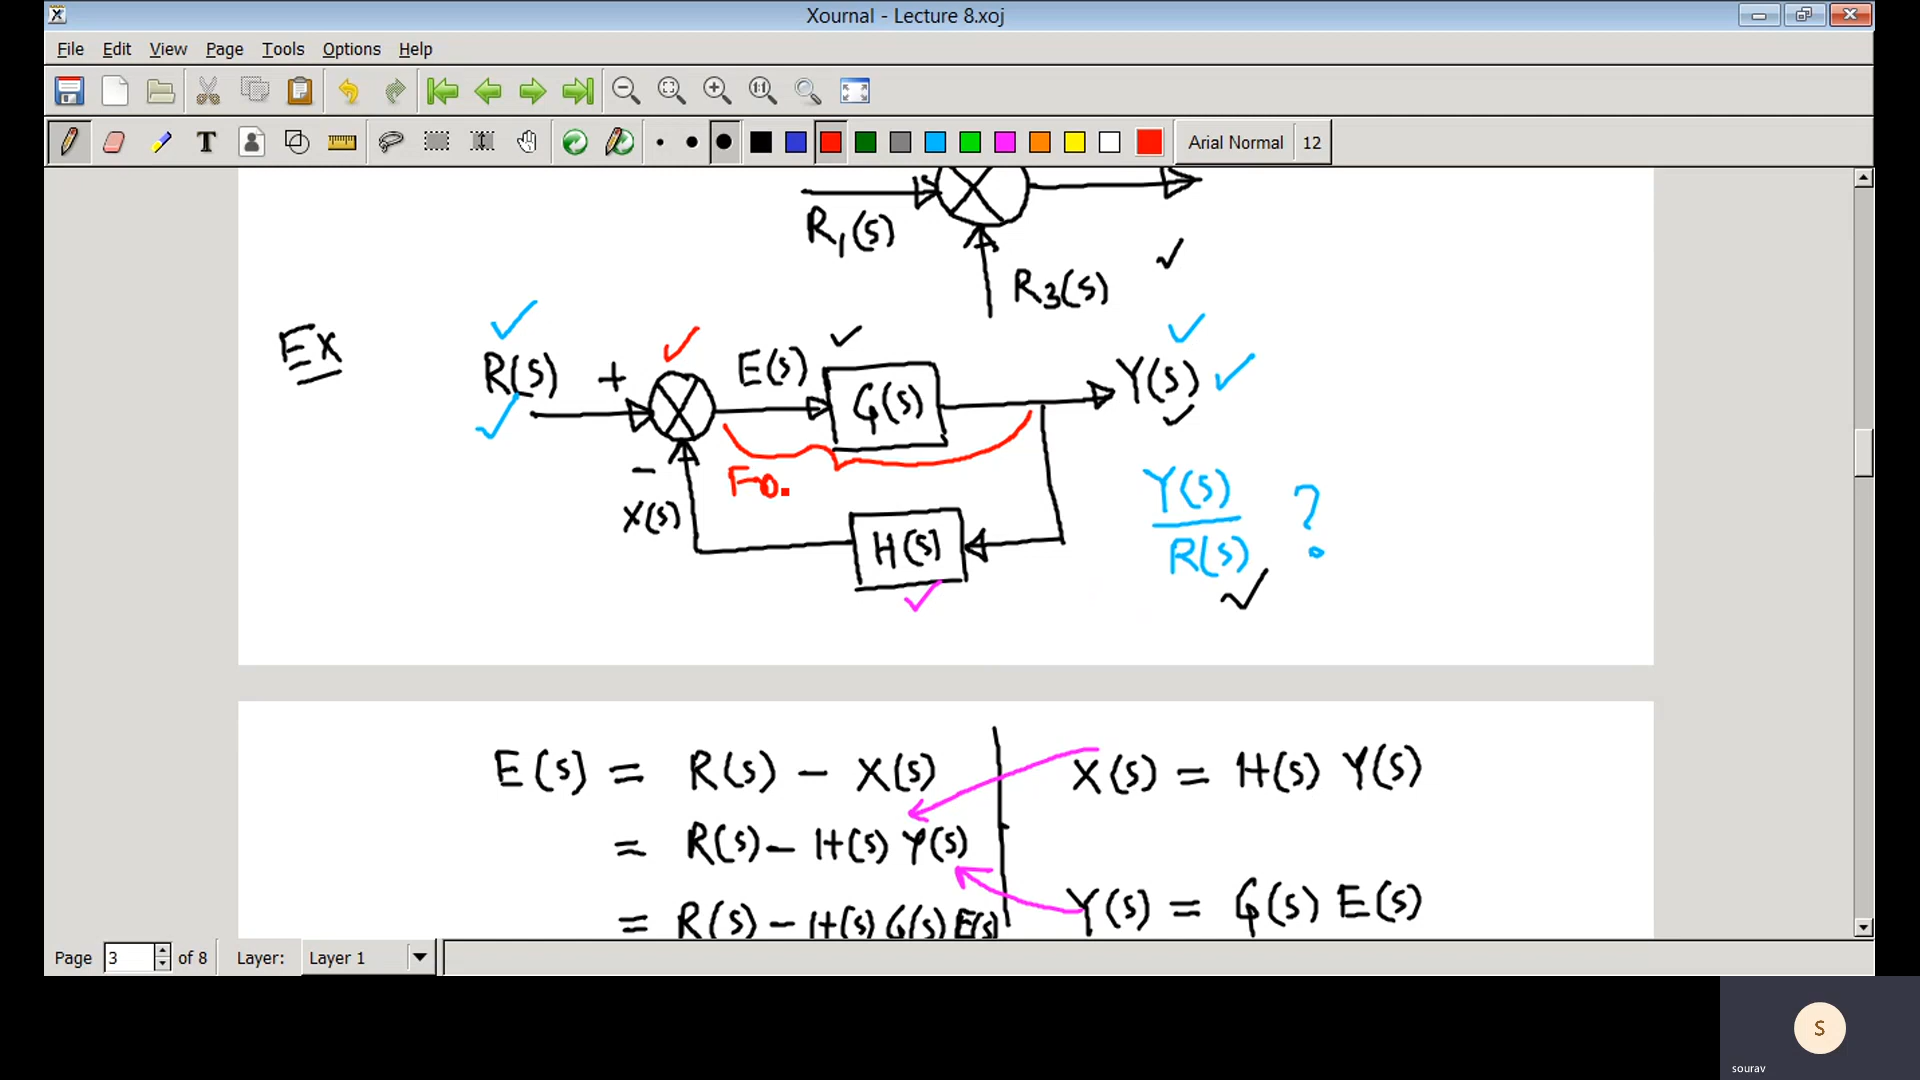 Xournal - Lecture 8.xoj
File Edit View Page Tools Options Help
Arial Normal 12
R₁(s)
R₃(s)
Ex
R(s) + E(s) G(s) Y(s)
-
Fo.
X(s)
H(s)
Y(s)
R(s)
?
E(s) = R(s) - X(s)
X(s) = H(s) Y(s)
= R(s) - H(s) Y(s)
Y(s) = G(s) E(s)
= R(s) - H(s) G(s) E(s)
Page 3 of 8 Layer: Layer 1
S
sourav